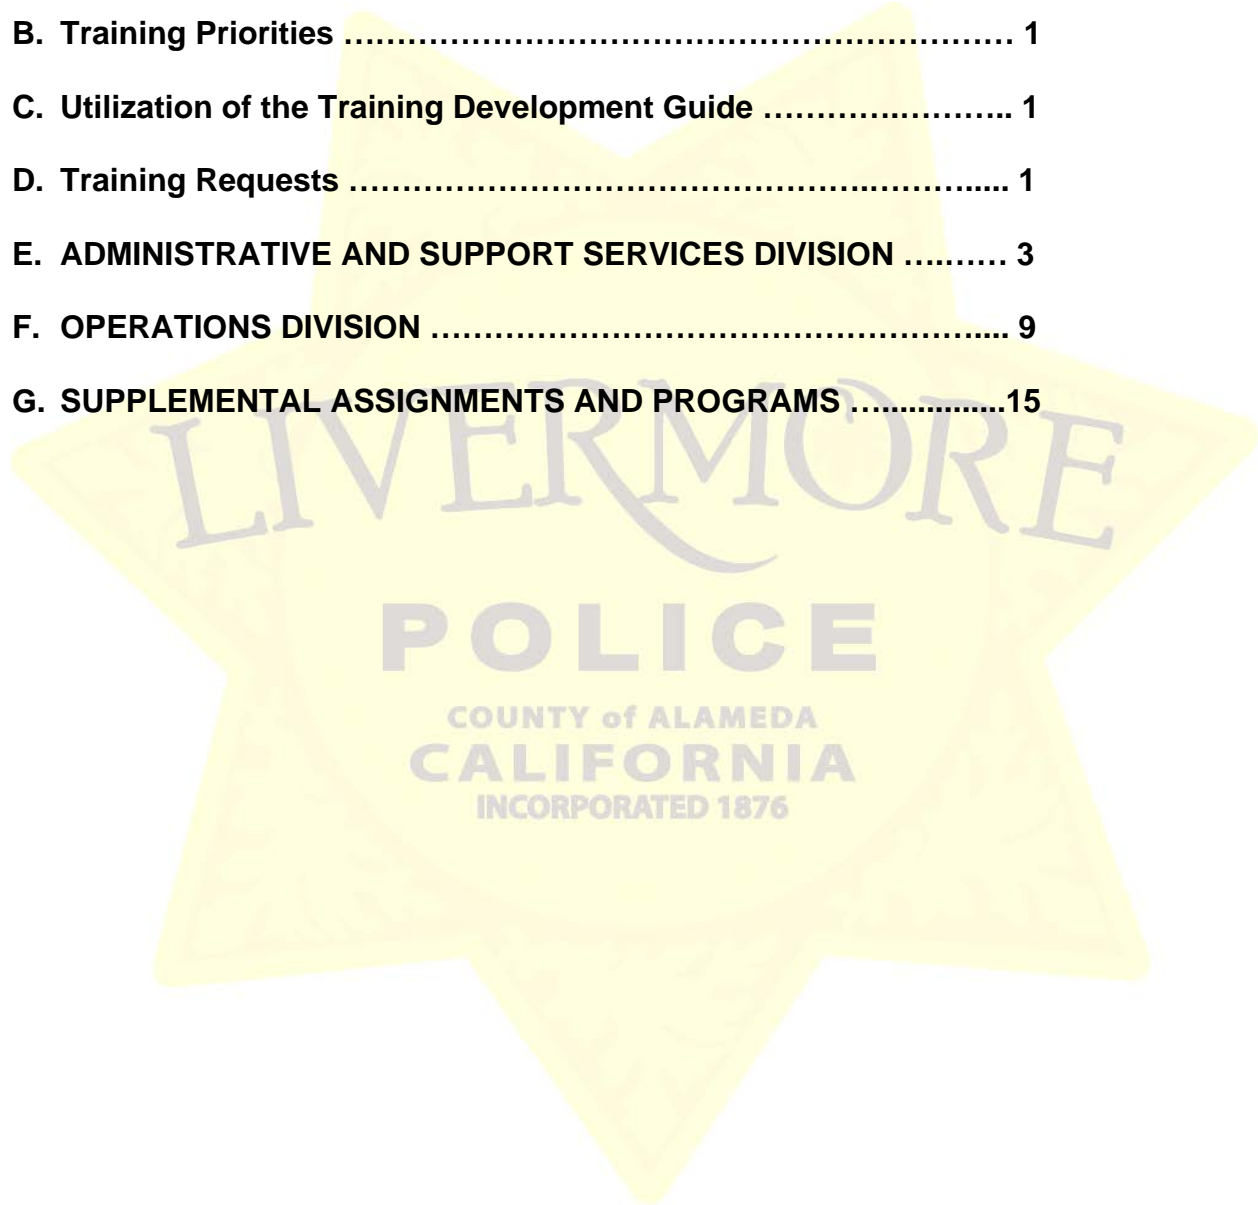 B. Training Priorities ………………………………………………………… 1
C. Utilization of the Training Development Guide ………….……….. 1
D. Training Requests ………………………………………….………..... 1
E. ADMINISTRATIVE AND SUPPORT SERVICES DIVISION ….…… 3
F. OPERATIONS DIVISION …………………………………………….... 9
G. SUPPLEMENTAL ASSIGNMENTS AND PROGRAMS …..............15
LIVERMORE
POLICE
COUNTY of ALAMEDA
CALIFORNIA
INCORPORATED 1876